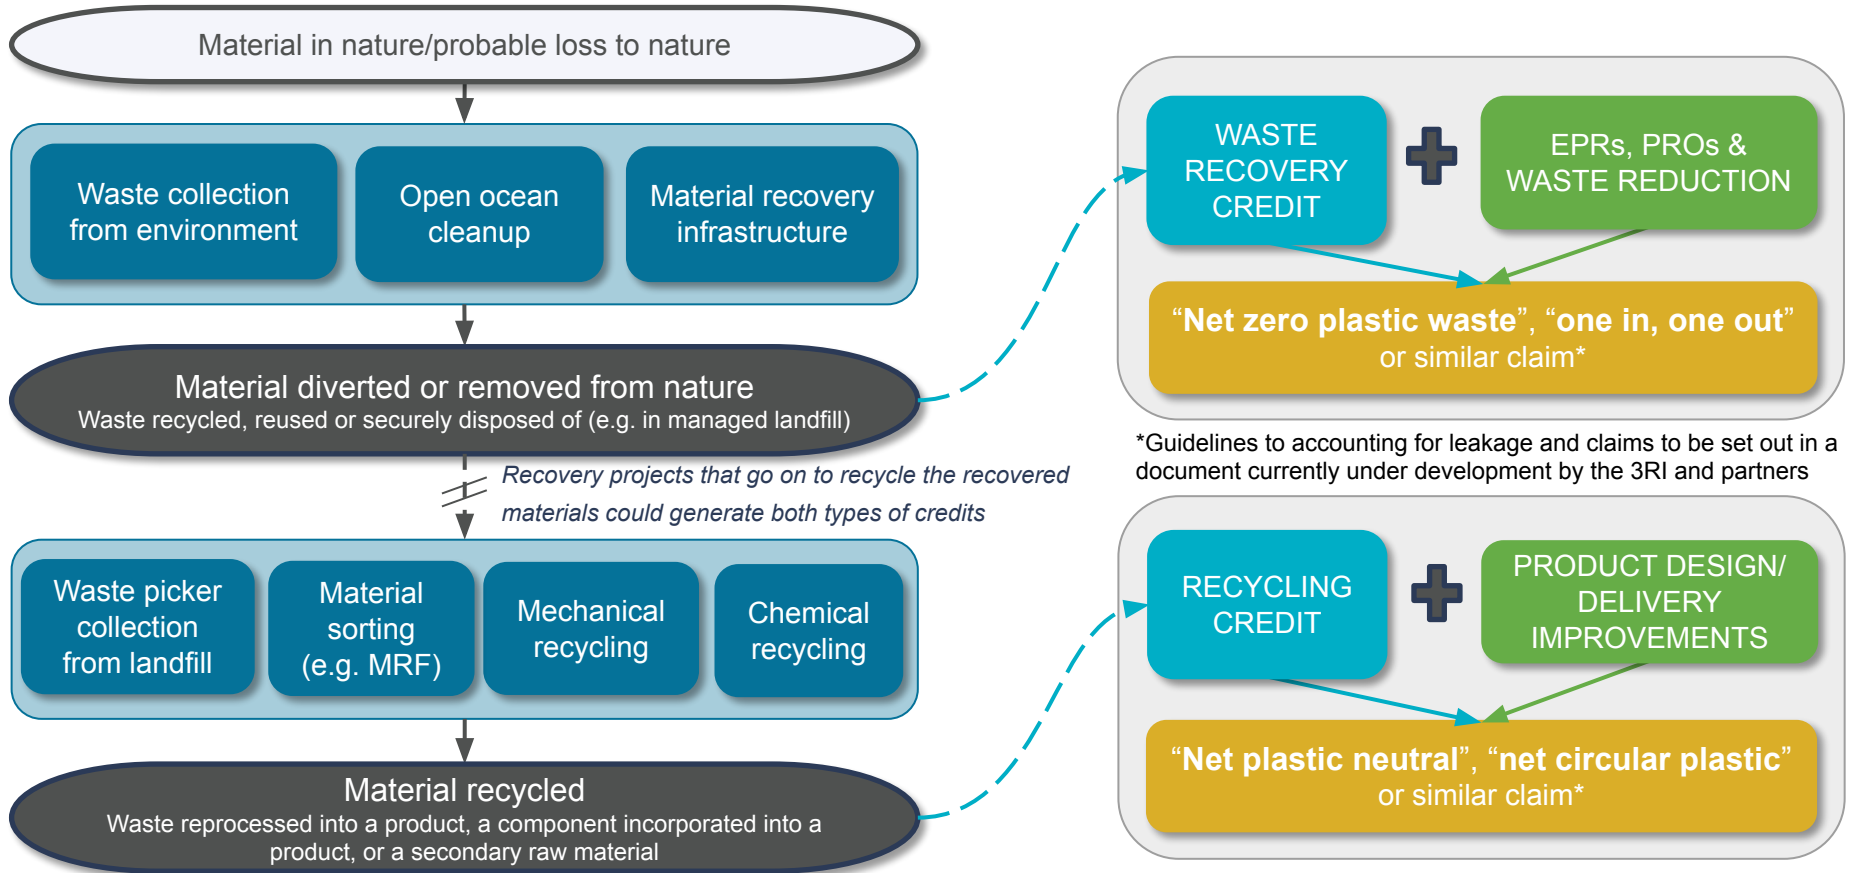 Material in nature/probable loss to nature
Waste collection
from environment
Open ocean
cleanup
Material recovery
infrastructure
Material diverted or removed from nature
Waste recycled, reused or securely disposed of (e.g. in managed landfill)
Recovery projects that go on to recycle the recovered
materials could generate both types of credits
Waste picker
collection
from landfill
Material
sorting
(e.g. MRF)
Mechanical
recycling
Chemical
recycling
Material recycled
Waste reprocessed into a product, a component incorporated into a
product, or a secondary raw material
WASTE
RECOVERY
CREDIT
EPRs, PROs &
WASTE REDUCTION
“Net zero plastic waste”, “one in, one out”
or similar claim*
*Guidelines to accounting for leakage and claims to be set out in a
document currently under development by the 3RI and partners
RECYCLING
CREDIT
PRODUCT DESIGN/
DELIVERY
IMPROVEMENTS
“Net plastic neutral”, “net circular plastic”
or similar claim*